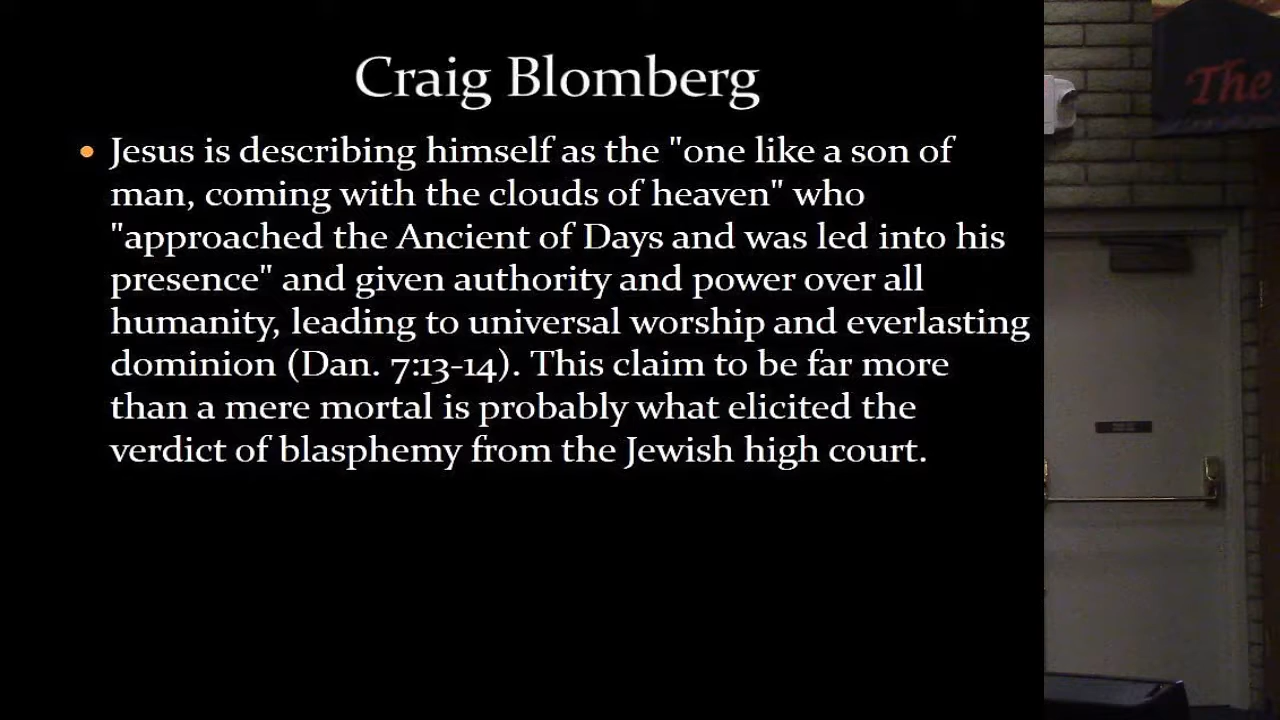 Craig Blomberg
• Jesus is describing himself as the "one like a son of
man, coming with the clouds of heaven" who
"approached the Ancient of Days and was led into his
presence" and given authority and power over all
humanity, leading to universal worship and everlasting
dominion (Dan. 7:13-14). This claim to be far more
than a mere mortal is probably what elicited the
verdict of blasphemy from the Jewish high court.
The